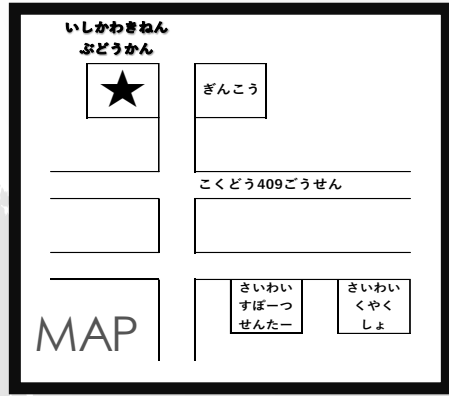 いしかわきねん
ぶどうかん
ぎんこう
こくどう409ごうせん
さいわい
すぽーつ
せんたー
さいわい
くやく
しょ
MAP